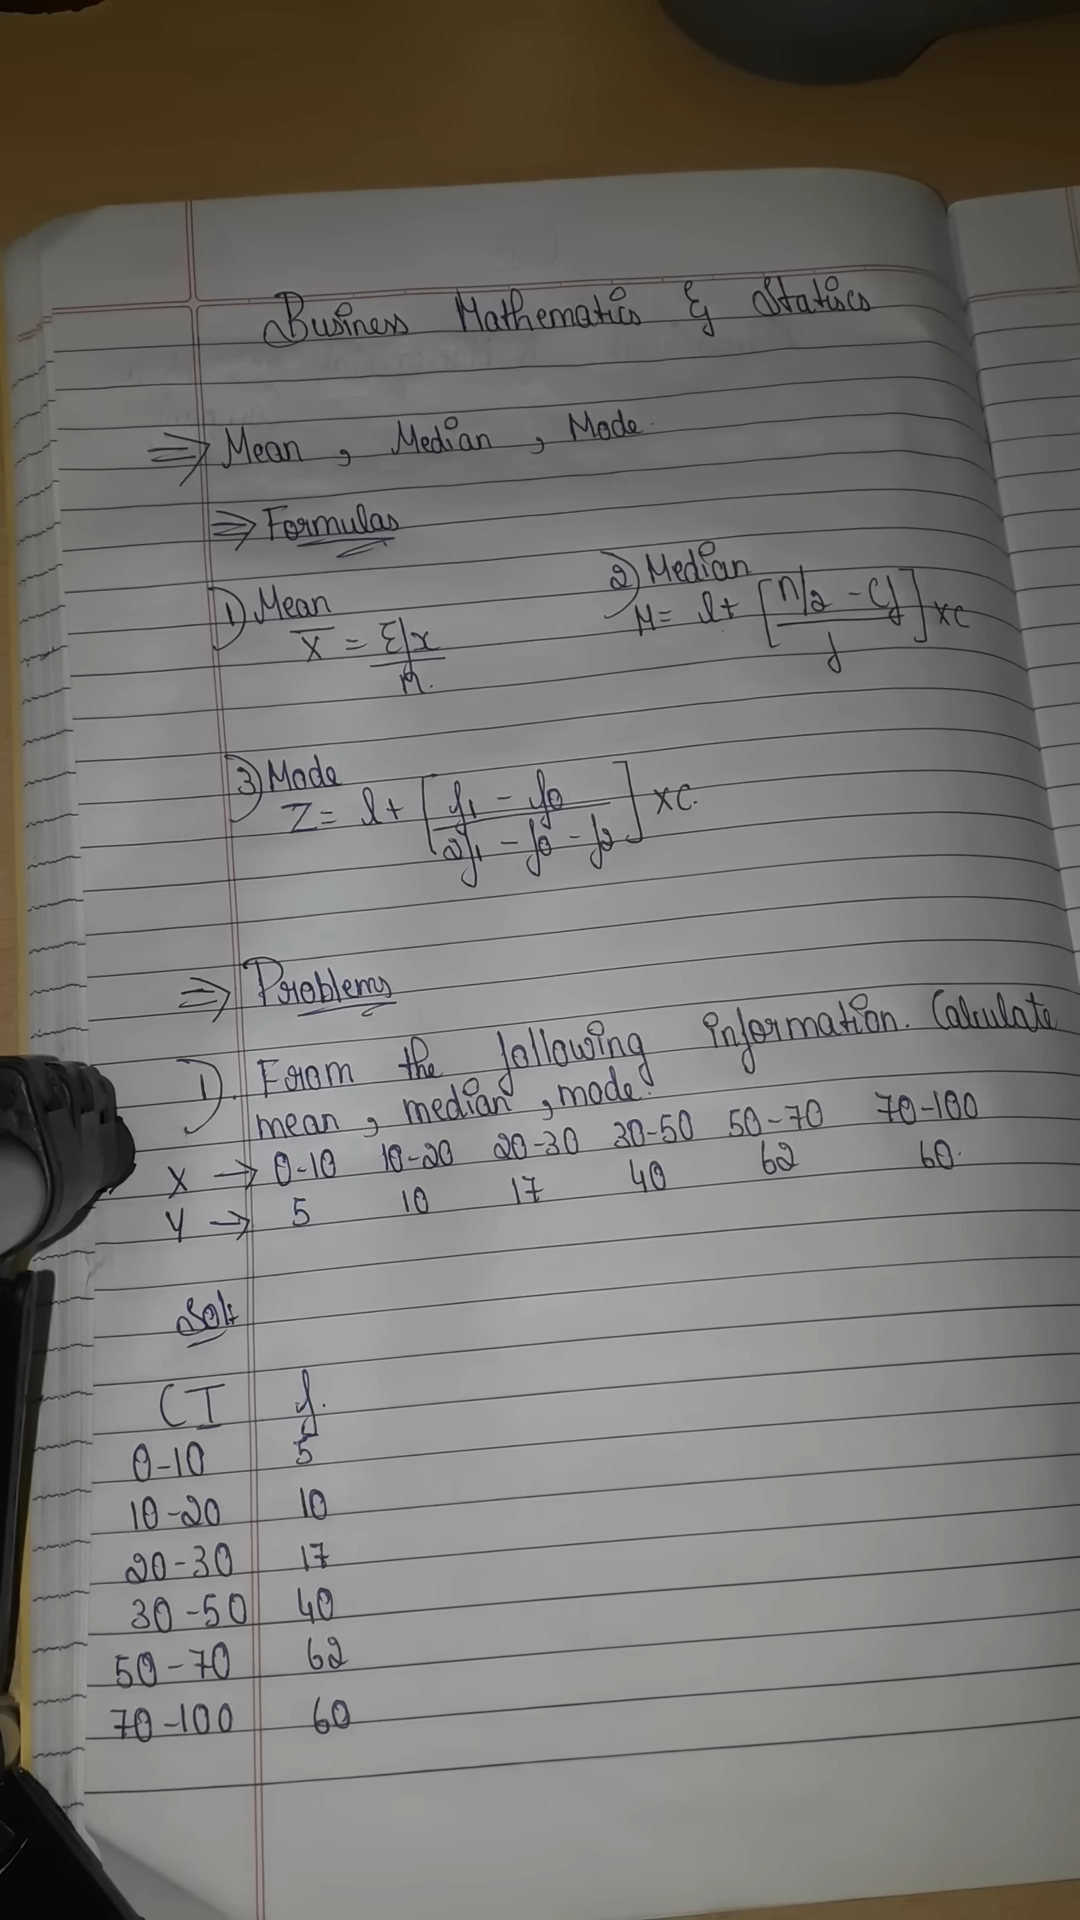 Business Mathematics & Statiscs
⇒ Mean, Median, Mode.
⇒ Formulas
1) Mean
X̅ = Σfx / n.
2) Median
M = l + [n/2 - Cf / f] × C
3) Mode
Z = l + [f1 - f0 / 2f1 - f0 - f2] × C.
⇒ Problems
1). From the following information. Calculate
mean, median, mode.
X → 0-10 10-20 20-30 30-50 50-70 70-100
Y → 5 10 17 40 62 60.
Sol:
CI f.
0-10 5
10-20 10
20-30 17
30-50 40
50-70 62
70-100 60